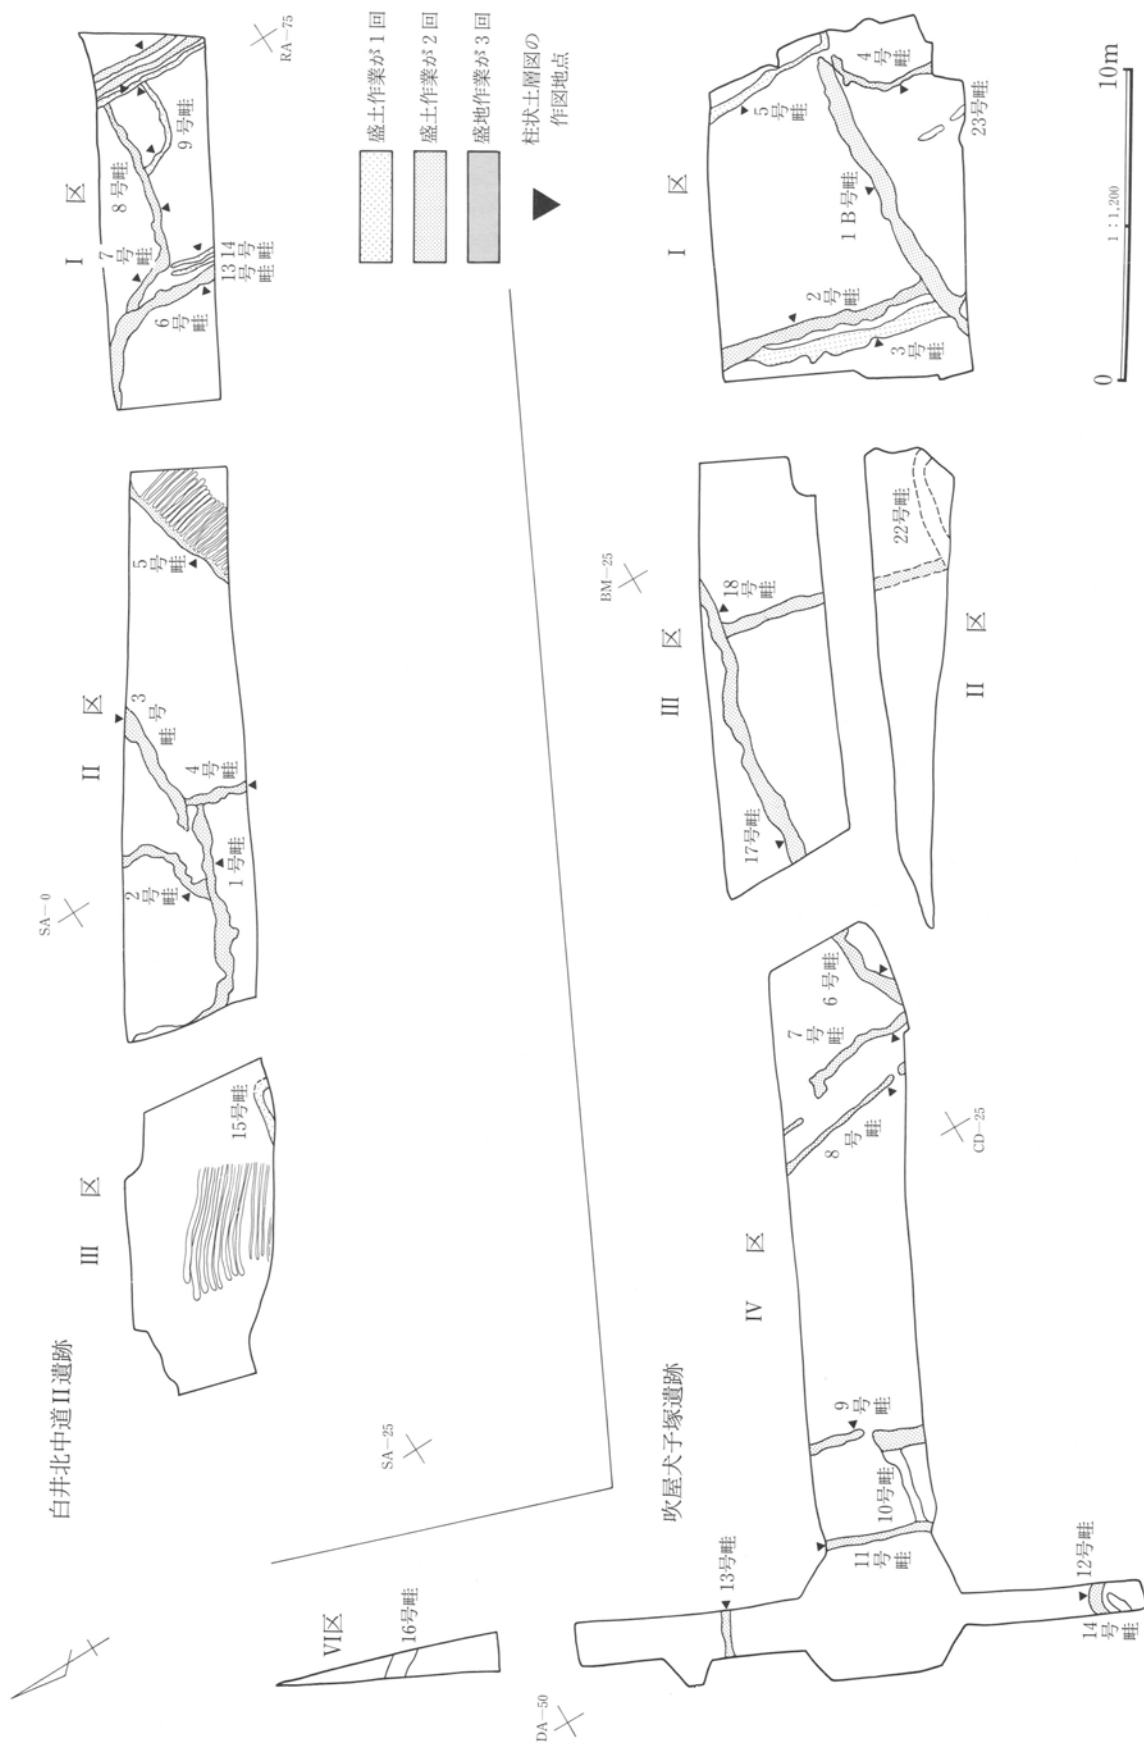 白井北中道II遺跡
III 区
15号畦
SA-0
II 区
2号畦
1号畦
3号畦
4号畦
5号畦
I 区
6号畦
7号畦
8号畦
9号畦
13号畦
14号畦
RA-75
盛土作業が1回
盛土作業が2回
盛地作業が3回
柱状土層図の
作図地点
SA-25
VI区
16号畦
DA-50
吹屋犬子塚遺跡
IV 区
13号畦
11号畦
10号畦
9号畦
12号畦
14号畦
8号畦
7号畦
6号畦
CD-25
BM-25
III 区
17号畦
18号畦
II 区
22号畦
I 区
2号畦
3号畦
1B号畦
5号畦
4号畦
23号畦
0
1:1,200
10m